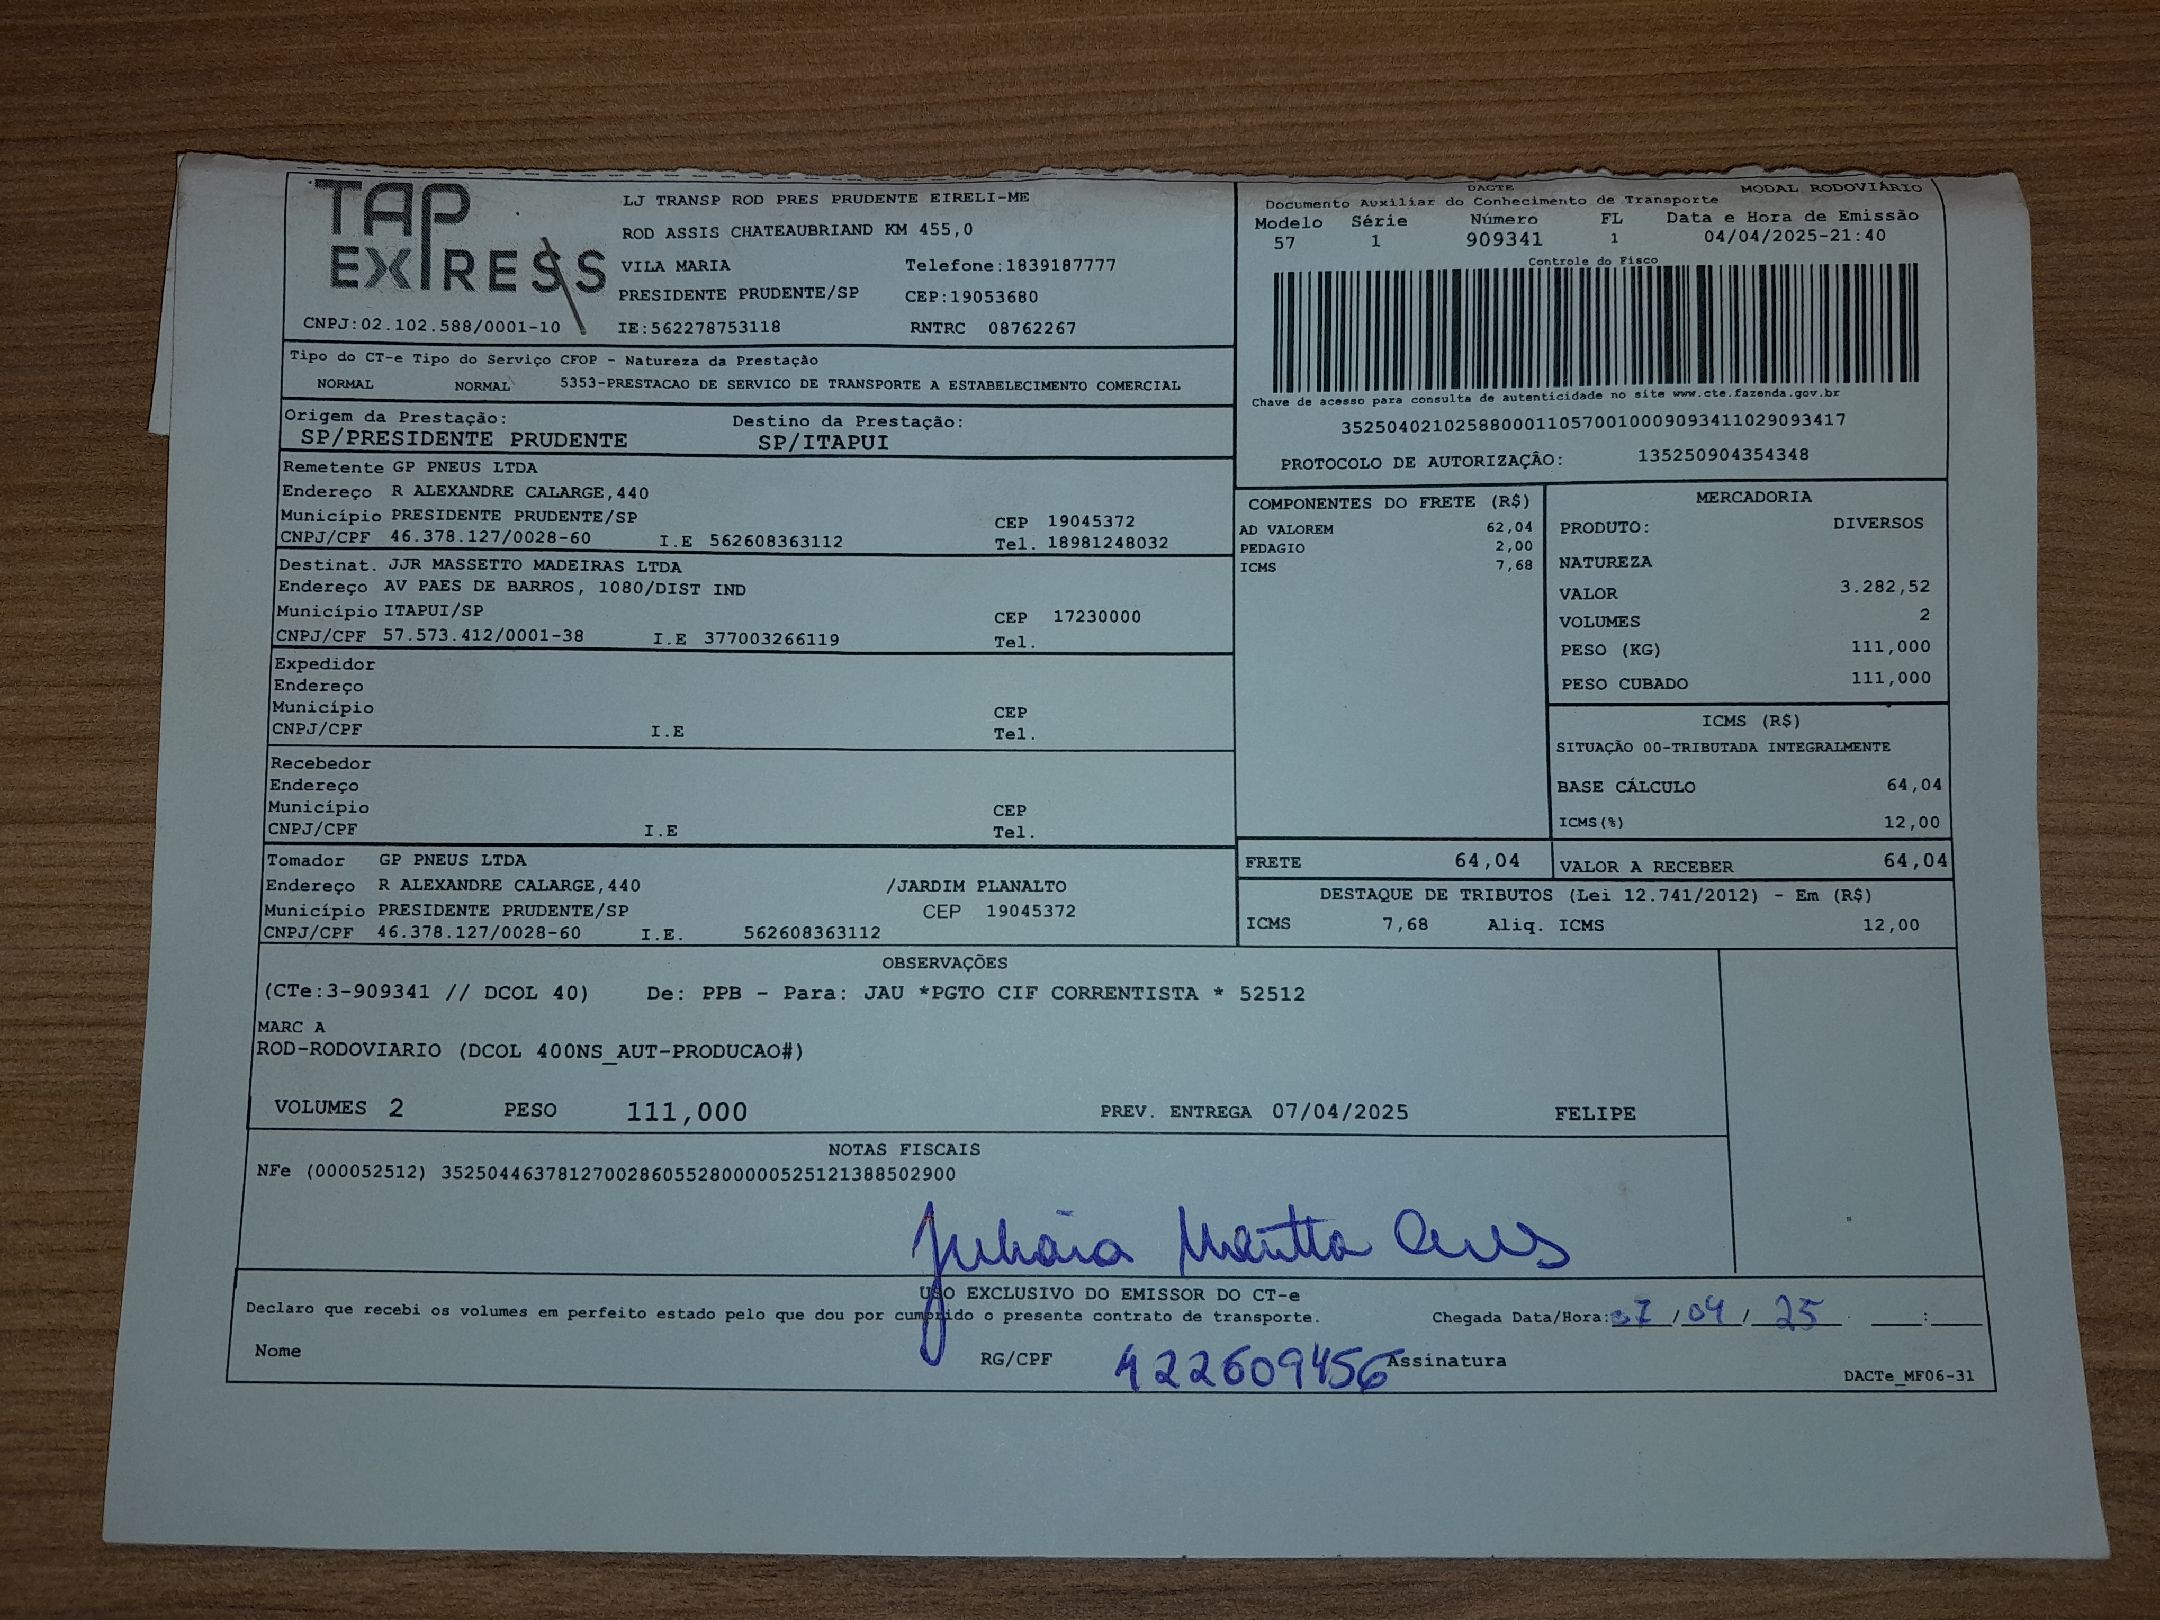 TAP
EXPRESS
LJ TRANSP ROD PRES PRUDENTE EIRELI-ME
ROD ASSIS CHATEAUBRIAND KM 455,0
VILA MARIA Telefone:1839187777
PRESIDENTE PRUDENTE/SP CEP:19053680
CNPJ:02.102.588/0001-10 IE:562278753118 RNTRC 08762267
DACTE MODAL RODOVIÁRIO
Documento Auxiliar do Conhecimento de Transporte
Modelo Série Número FL Data e Hora de Emissão
57 1 909341 1 04/04/2025-21:40
Controle do Fisco
Chave de acesso para consulta de autenticidade no site www.cte.fazenda.gov.br
35250402102588000110570010009093411029093417
PROTOCOLO DE AUTORIZAÇÃO: 135250904354348
Tipo do CT-e Tipo do Serviço CFOP - Natureza da Prestação
NORMAL NORMAL 5353-PRESTACAO DE SERVICO DE TRANSPORTE A ESTABELECIMENTO COMERCIAL
Origem da Prestação: Destino da Prestação:
SP/PRESIDENTE PRUDENTE SP/ITAPUI
Remetente GP PNEUS LTDA
Endereço R ALEXANDRE CALARGE,440
Município PRESIDENTE PRUDENTE/SP CEP 19045372
CNPJ/CPF 46.378.127/0028-60 I.E 562608363112 Tel. 18981248032
Destinat. JJR MASSETTO MADEIRAS LTDA
Endereço AV PAES DE BARROS, 1080/DIST IND
Município ITAPUI/SP CEP 17230000
CNPJ/CPF 57.573.412/0001-38 I.E 377003266119 Tel.
Expedidor
Endereço
Município CEP
CNPJ/CPF I.E Tel.
Recebedor
Endereço
Município CEP
CNPJ/CPF I.E Tel.
Tomador GP PNEUS LTDA
Endereço R ALEXANDRE CALARGE,440 /JARDIM PLANALTO
Município PRESIDENTE PRUDENTE/SP CEP 19045372
CNPJ/CPF 46.378.127/0028-60 I.E. 562608363112
COMPONENTES DO FRETE (R$)
AD VALOREM 62,04
PEDAGIO 2,00
ICMS 7,68
MERCADORIA
PRODUTO: DIVERSOS
NATUREZA
VALOR 3.282,52
VOLUMES 2
PESO (KG) 111,000
PESO CUBADO 111,000
ICMS (R$)
SITUAÇÃO 00-TRIBUTADA INTEGRALMENTE
BASE CÁLCULO 64,04
ICMS(%) 12,00
FRETE 64,04 VALOR A RECEBER 64,04
DESTAQUE DE TRIBUTOS (Lei 12.741/2012) - Em (R$)
ICMS 7,68 Aliq. ICMS 12,00
OBSERVAÇÕES
(CTe:3-909341 // DCOL 40) De: PPB - Para: JAU *PGTO CIF CORRENTISTA * 52512
MARC A
ROD-RODOVIARIO (DCOL 400NS_AUT-PRODUCAO#)
VOLUMES 2 PESO 111,000 PREV. ENTREGA 07/04/2025 FELIPE
NOTAS FISCAIS
NFe (000052512) 35250446378127002860552800000525121388502900
USO EXCLUSIVO DO EMISSOR DO CT-e
Declaro que recebi os volumes em perfeito estado pelo que dou por cumprido o presente contrato de transporte. Chegada Data/Hora: 07/04/25 :
Nome RG/CPF 422609456 Assinatura
DACTe_MF06-31